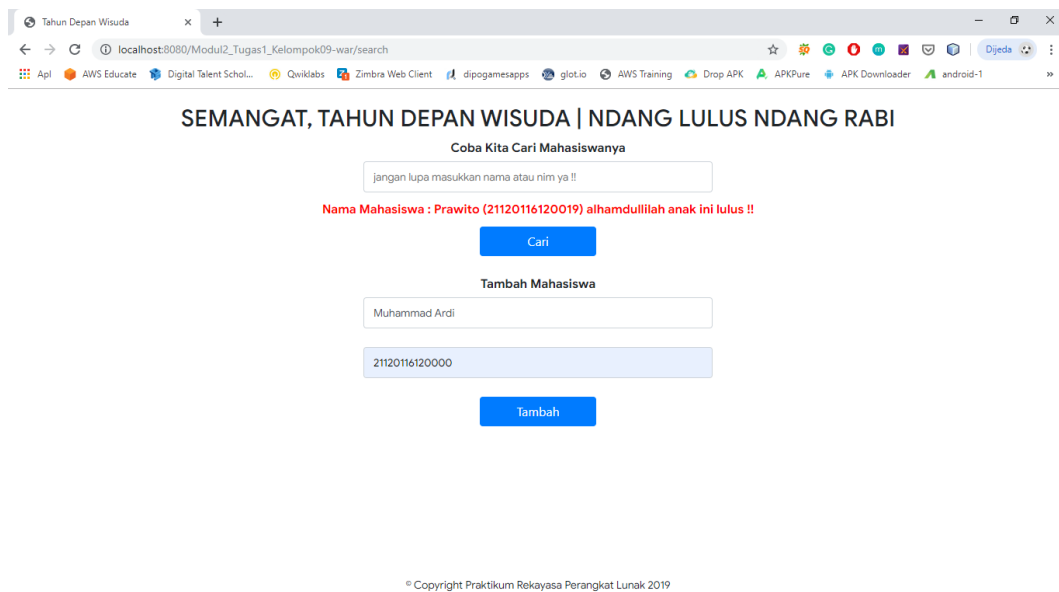 Tahun Depan Wisuda
localhost:8080/Modul2_Tugas1_Kelompok09-war/search
Dijeda
Apl AWS Educate Digital Talent Schol... Qwiklabs Zimbra Web Client dipogamesapps glot.io AWS Training Drop APK APKPure APK Downloader android-1 »
SEMANGAT, TAHUN DEPAN WISUDA | NDANG LULUS NDANG RABI
Coba Kita Cari Mahasiswanya
jangan lupa masukkan nama atau nim ya !!
Nama Mahasiswa : Prawito (21120116120019) alhamdullilah anak ini lulus !!
Cari
Tambah Mahasiswa
Muhammad Ardi
21120116120000
Tambah
© Copyright Praktikum Rekayasa Perangkat Lunak 2019